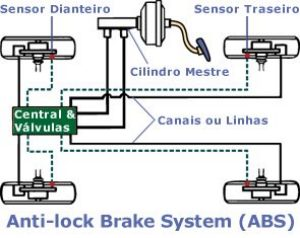 Sensor Dianteiro
Sensor Traseiro
Cilindro Mestre
Central &
Válvulas
Canais ou Linhas
Anti-lock Brake System (ABS)